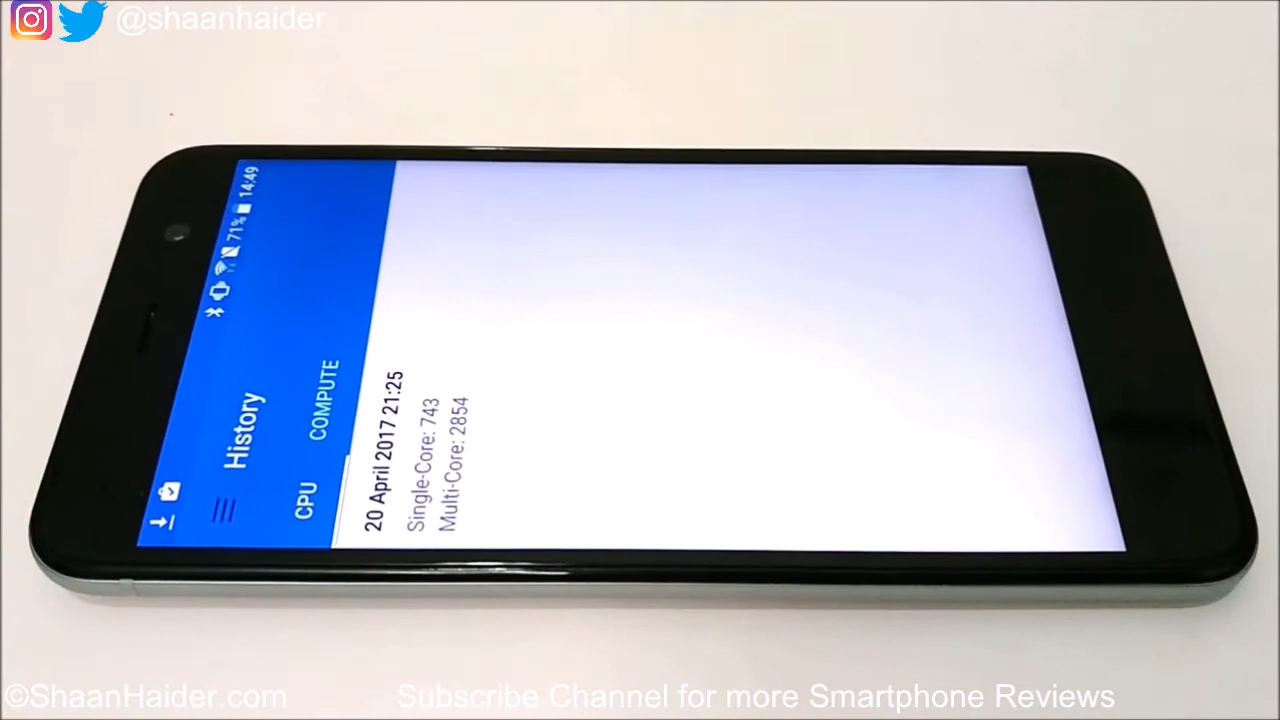 @shaanhaider
71% 14:49
History
CPU COMPUTE
20 April 2017 21:25
Single-Core: 743
Multi-Core: 2854
©ShaanHaider.com
Subscribe Channel for more Smartphone Reviews